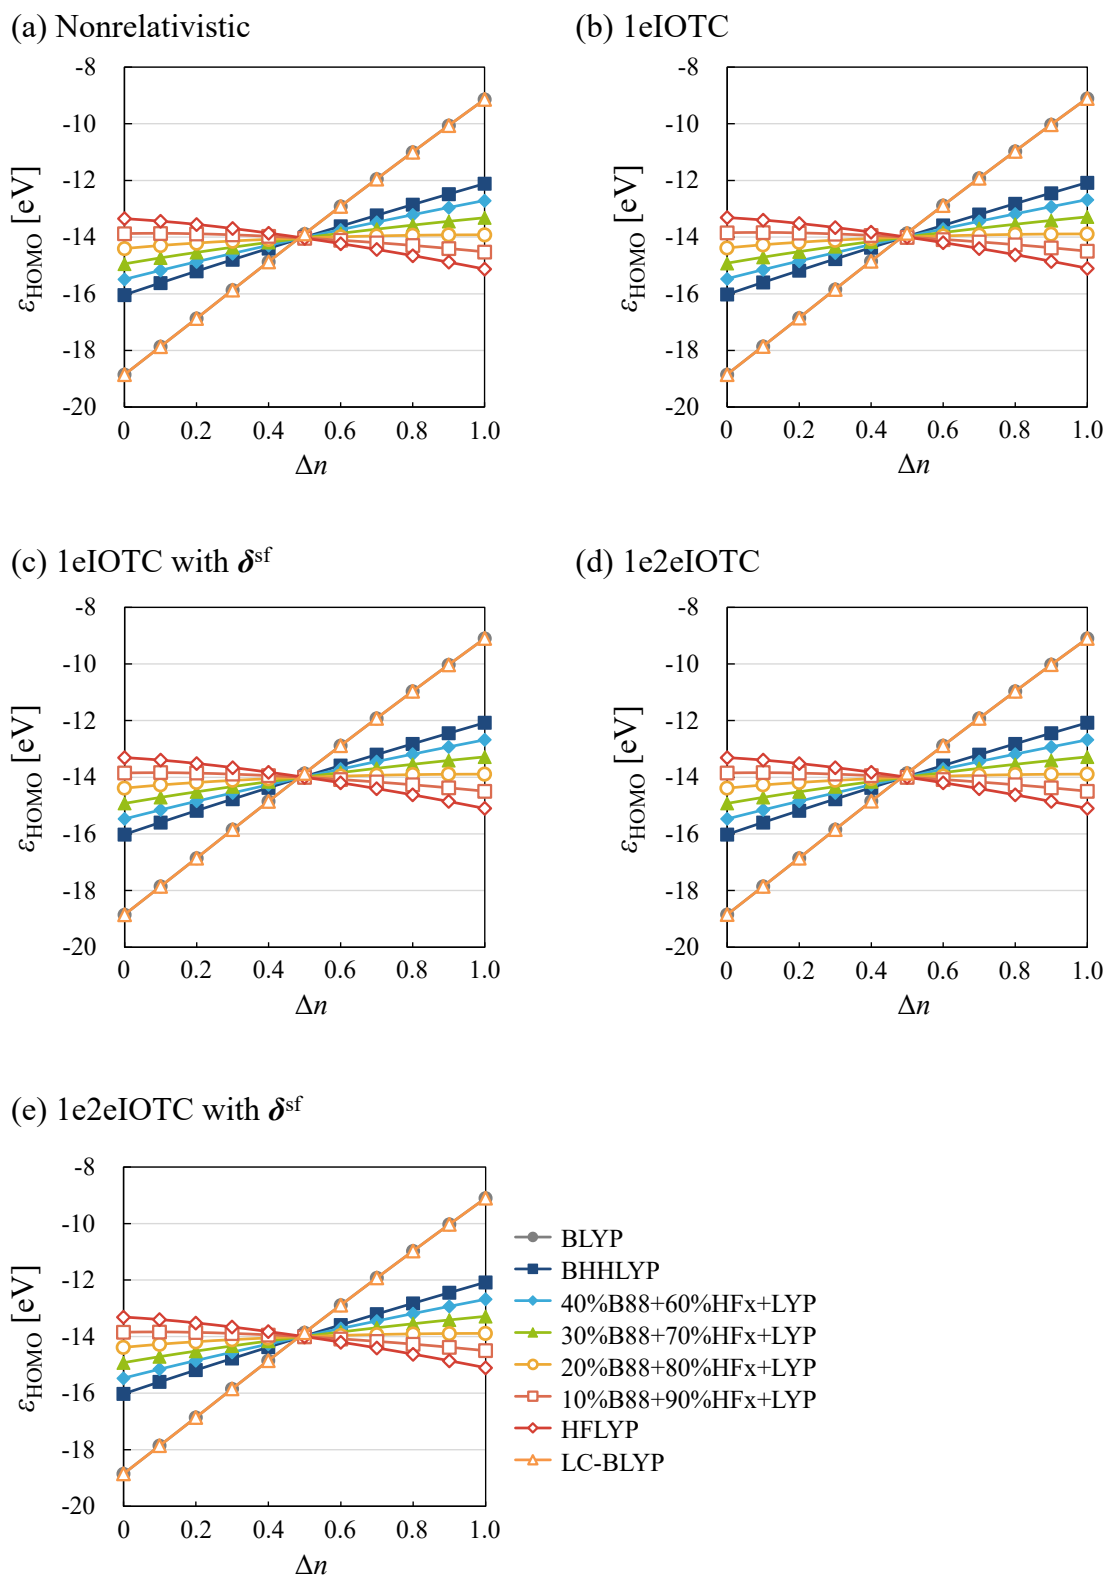 (a) Nonrelativistic
-8
-10
-12
-14
-16
-18
-20
0 0.2 0.4 0.6 0.8 1.0
εHOMO [eV]
Δn
(b) 1eIOTC
-8
-10
-12
-14
-16
-18
-20
0 0.2 0.4 0.6 0.8 1.0
εHOMO [eV]
Δn
(c) 1eIOTC with δsf
-8
-10
-12
-14
-16
-18
-20
0 0.2 0.4 0.6 0.8 1.0
εHOMO [eV]
Δn
(d) 1e2eIOTC
-8
-10
-12
-14
-16
-18
-20
0 0.2 0.4 0.6 0.8 1.0
εHOMO [eV]
Δn
(e) 1e2eIOTC with δsf
-8
-10
-12
-14
-16
-18
-20
0 0.2 0.4 0.6 0.8 1.0
εHOMO [eV]
Δn
BLYP
BHHLYP
40%B88+60%HFx+LYP
30%B88+70%HFx+LYP
20%B88+80%HFx+LYP
10%B88+90%HFx+LYP
HFLYP
LC-BLYP